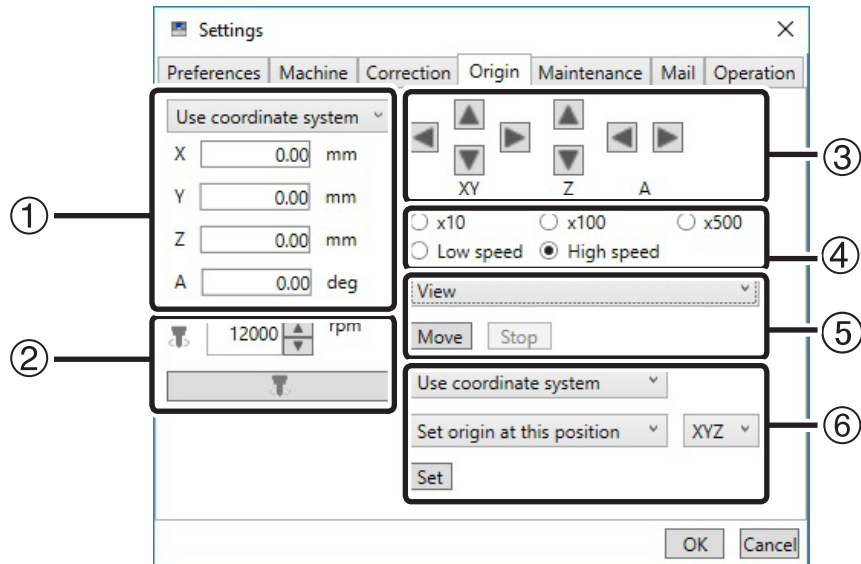 Settings
Preferences Machine Correction Origin Maintenance Mail Operation
①
Use coordinate system
X 0.00 mm
Y 0.00 mm
Z 0.00 mm
A 0.00 deg
②
12000 rpm
③
XY Z A
④
x10 x100 x500
Low speed High speed
⑤
View
Move Stop
⑥
Use coordinate system
Set origin at this position XYZ
Set
OK Cancel